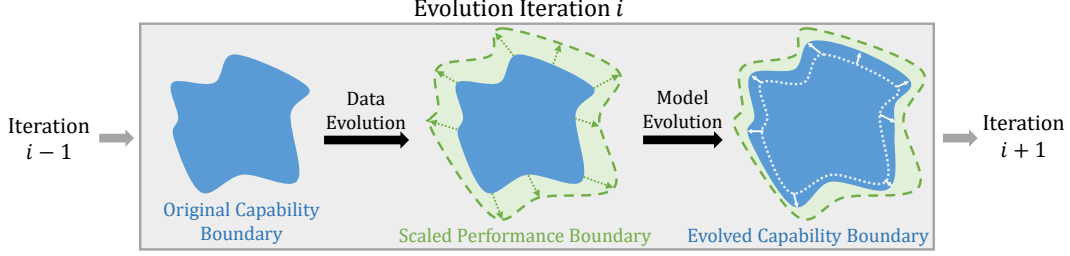 Evolution Iteration i
Iteration
i − 1
Data
Evolution
Model
Evolution
Iteration
i + 1
Original Capability
Boundary
Scaled Performance Boundary
Evolved Capability Boundary